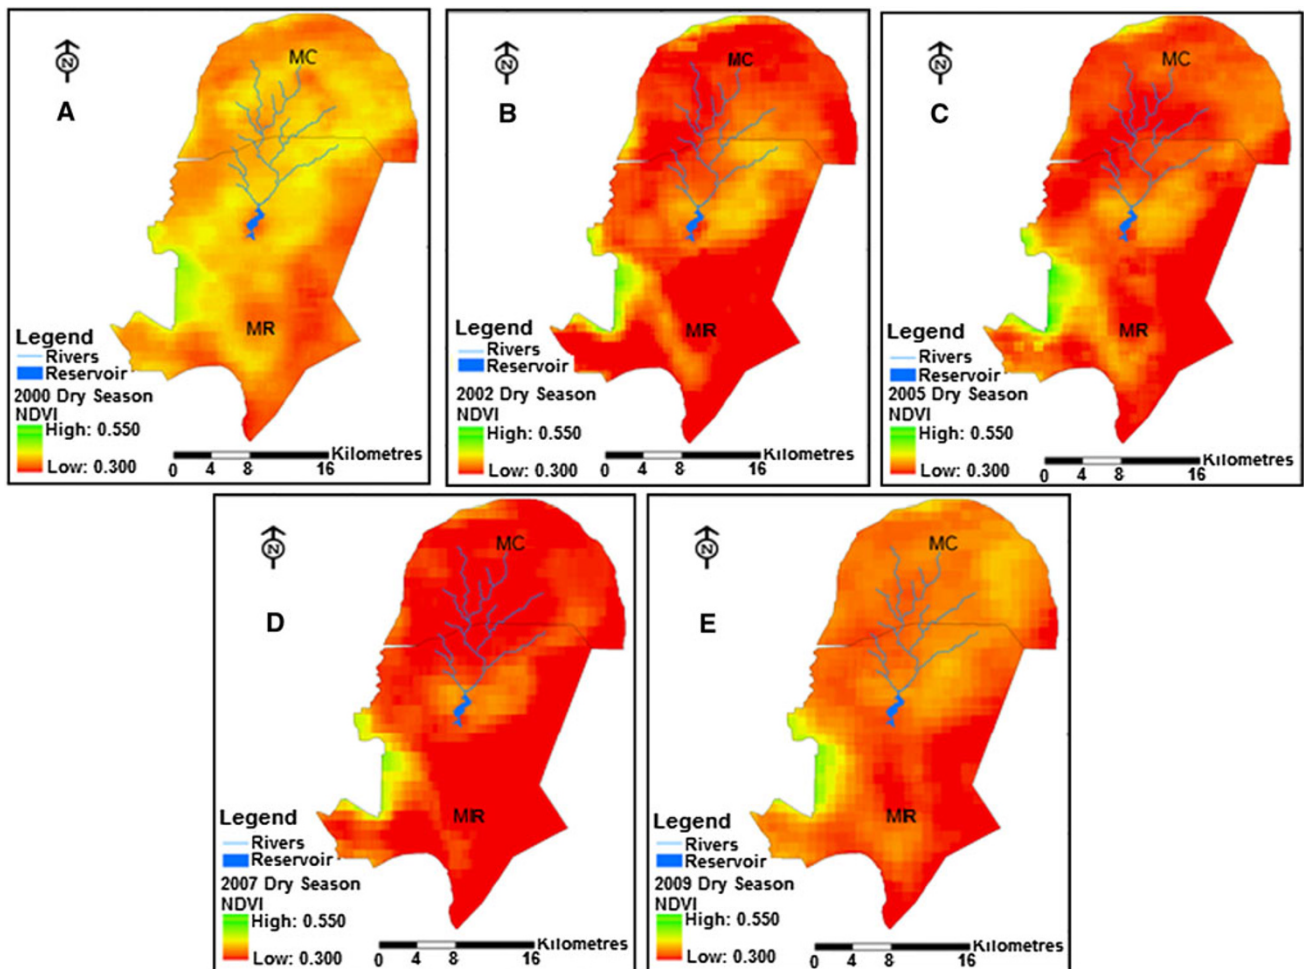 N
MC
A
MR
Legend
Rivers
Reservoir
2000 Dry Season
NDVI
High: 0.550
Low: 0.300
Kilometres
0 4 8 16
N
MC
B
MR
Legend
Rivers
Reservoir
2002 Dry Season
NDVI
High: 0.550
Low: 0.300
Kilometres
0 4 8 16
N
MC
C
MR
Legend
Rivers
Reservoir
2005 Dry Season
NDVI
High: 0.550
Low: 0.300
Kilometres
0 4 8 16
N
MC
D
MR
Legend
Rivers
Reservoir
2007 Dry Season
NDVI
High: 0.550
Low: 0.300
Kilometres
0 4 8 16
N
MC
E
MR
Legend
Rivers
Reservoir
2009 Dry Season
NDVI
High: 0.550
Low: 0.300
Kilometres
0 4 8 16